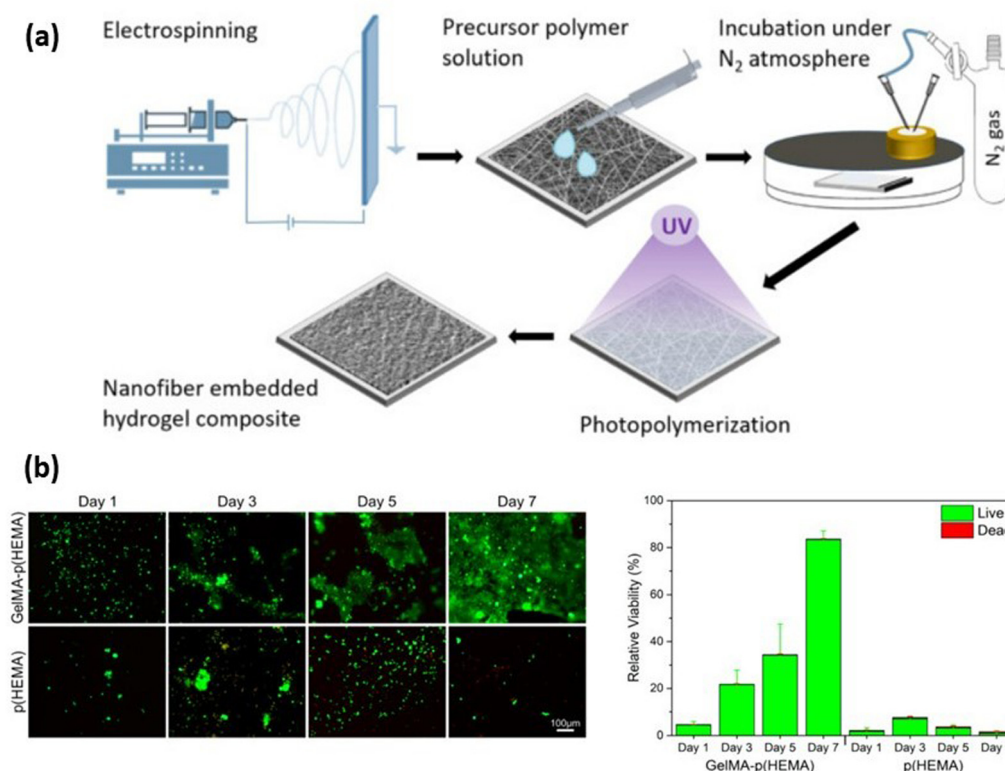 (a)
Electrospinning
Precursor polymer
solution
Incubation under
N₂ atmosphere
N₂ gas
UV
Nanofiber embedded
hydrogel composite
Photopolymerization
(b)
Day 1 Day 3 Day 5 Day 7
GelMA-p(HEMA)
p(HEMA)
100μm
Relative Viability (%)
100
80
60
40
20
0
Live
Dead
Day 1 Day 3 Day 5 Day 7 Day 1 Day 3 Day 5 Day
GelMA-p(HEMA) p(HEMA)